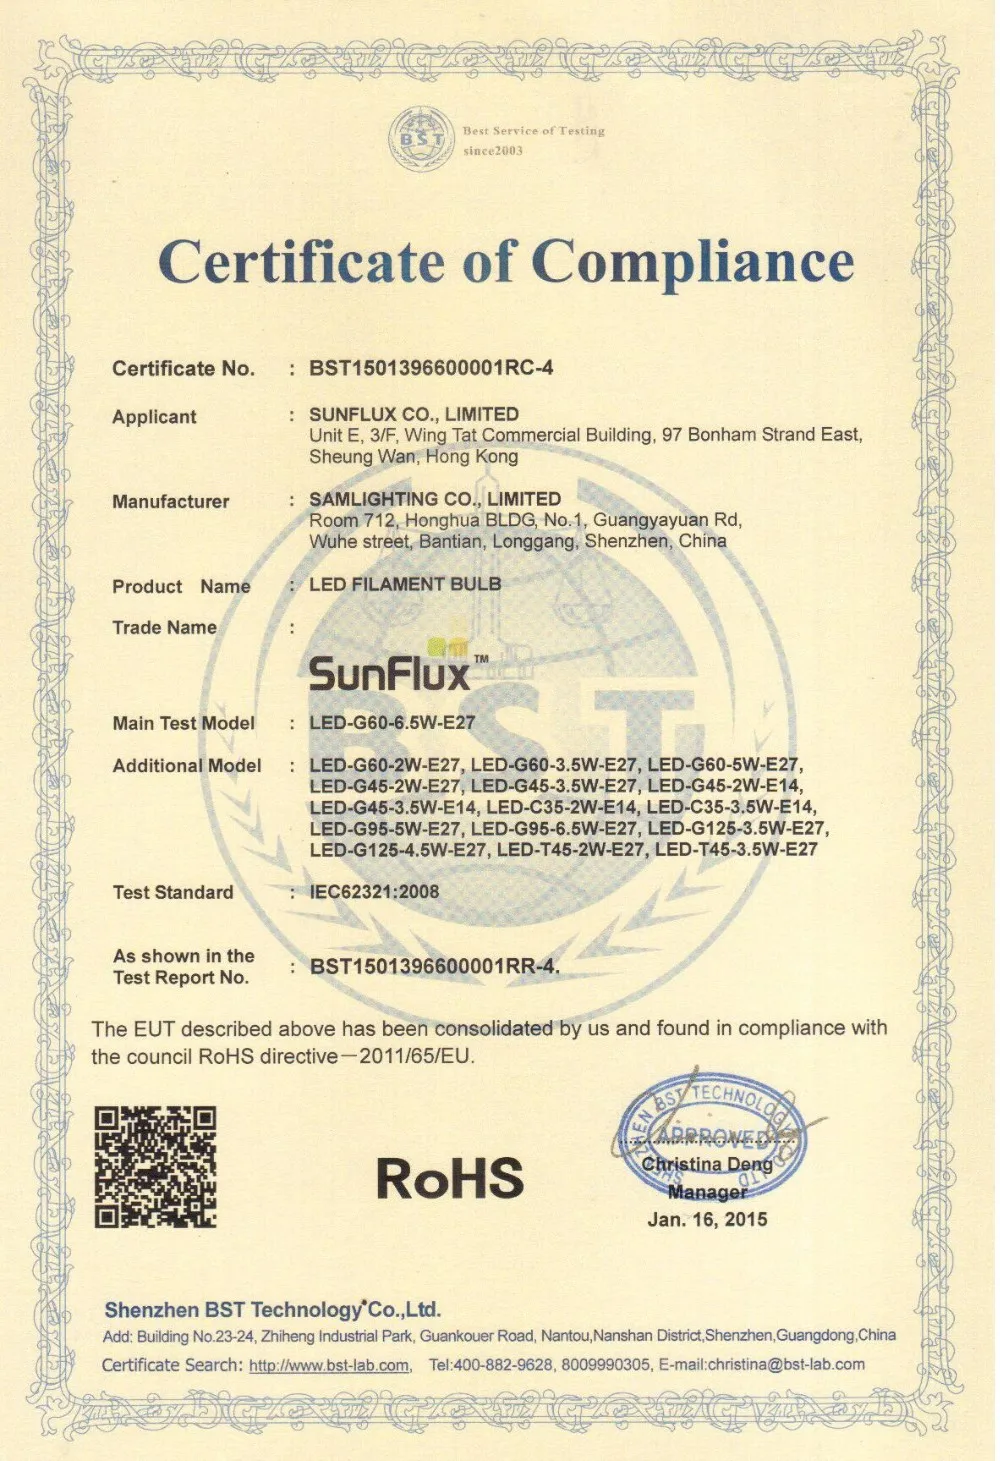 BST
Best Service of Testing
since2003
Certificate of Compliance
Certificate No. : BST1501396600001RC-4
Applicant : SUNFLUX CO., LIMITED
Unit E, 3/F, Wing Tat Commercial Building, 97 Bonham Strand East,
Sheung Wan, Hong Kong
Manufacturer : SAMLIGHTING CO., LIMITED
Room 712, Honghua BLDG, No.1, Guangyayuan Rd,
Wuhe street, Bantian, Longgang, Shenzhen, China
Product Name : LED FILAMENT BULB
Trade Name :
SunFlux™
BST
Main Test Model : LED-G60-6.5W-E27
Additional Model : LED-G60-2W-E27, LED-G60-3.5W-E27, LED-G60-5W-E27,
LED-G45-2W-E27, LED-G45-3.5W-E27, LED-G45-2W-E14,
LED-G45-3.5W-E14, LED-C35-2W-E14, LED-C35-3.5W-E14,
LED-G95-5W-E27, LED-G95-6.5W-E27, LED-G125-3.5W-E27,
LED-G125-4.5W-E27, LED-T45-2W-E27, LED-T45-3.5W-E27
Test Standard : IEC62321:2008
As shown in the
Test Report No. : BST1501396600001RR-4.
The EUT described above has been consolidated by us and found in compliance with
the council RoHS directive—2011/65/EU.
RoHS
SHENZHEN BST TECHNOLOGY CO., LTD
APPROVED
Christina Deng
Manager
Jan. 16, 2015
Shenzhen BST Technology Co.,Ltd.
Add: Building No.23-24, Zhiheng Industrial Park, Guankouer Road, Nantou,Nanshan District,Shenzhen,Guangdong,China
Certificate Search: http://www.bst-lab.com, Tel:400-882-9628, 8009990305, E-mail:christina@bst-lab.com